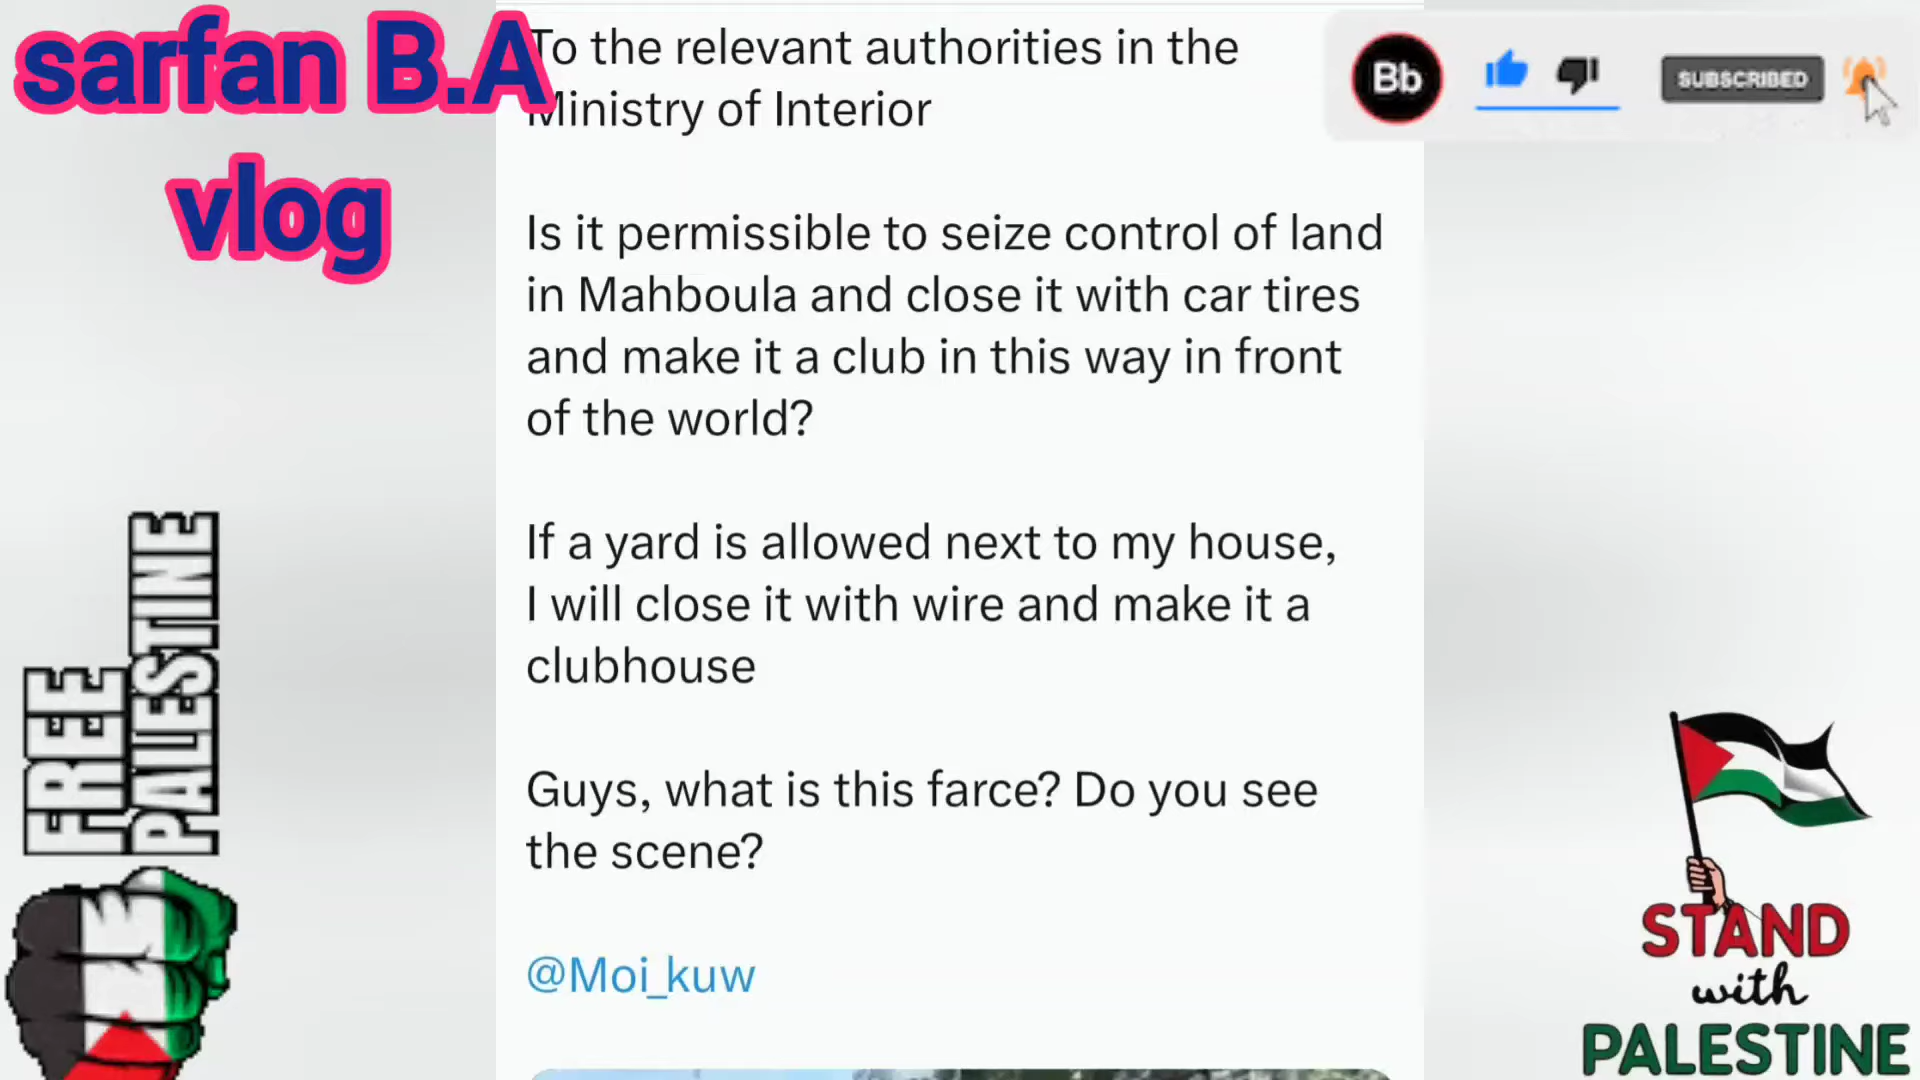 sarfan B.A
vlog
To the relevant authorities in the
Ministry of Interior
Is it permissible to seize control of land
in Mahboula and close it with car tires
and make it a club in this way in front
of the world?
If a yard is allowed next to my house,
I will close it with wire and make it a
clubhouse
Guys, what is this farce? Do you see
the scene?
@Moi_kuw
Bb
SUBSCRIBED
FREE
PALESTINE
STAND
with
PALESTINE